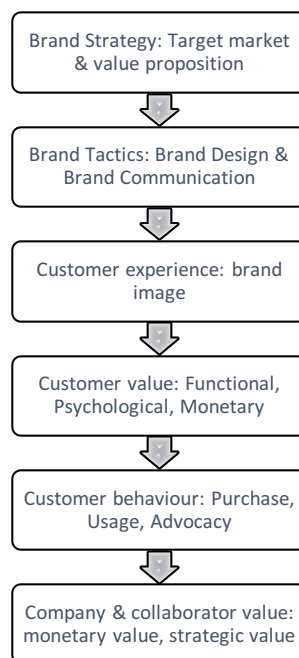 Brand Strategy: Target market
& value proposition
Brand Tactics: Brand Design &
Brand Communication
Customer experience: brand
image
Customer value: Functional,
Psychological, Monetary
Customer behaviour: Purchase,
Usage, Advocacy
Company & collaborator value:
monetary value, strategic value